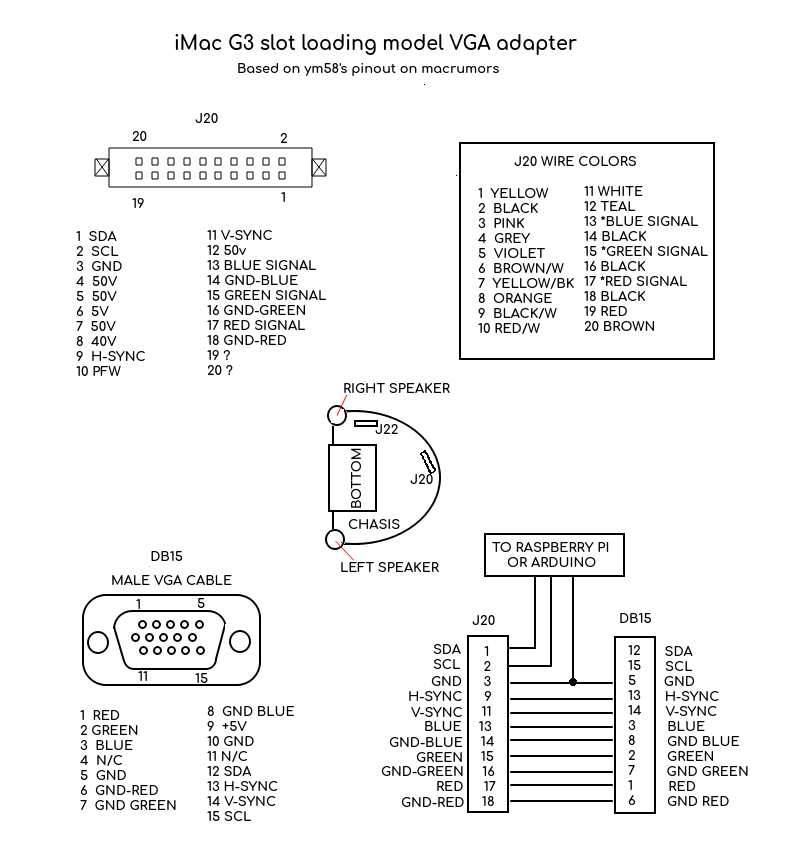 iMac G3 slot loading model VGA adapter
Based on ym58's pinout on macrumors
J20
20 2
19 1
1 SDA
2 SCL
3 GND
4 50V
5 50V
6 5V
7 50V
8 40V
9 H-SYNC
10 PFW
11 V-SYNC
12 50v
13 BLUE SIGNAL
14 GND-BLUE
15 GREEN SIGNAL
16 GND-GREEN
17 RED SIGNAL
18 GND-RED
19 ?
20 ?
J20 WIRE COLORS
1 YELLOW
2 BLACK
3 PINK
4 GREY
5 VIOLET
6 BROWN/W
7 YELLOW/BK
8 ORANGE
9 BLACK/W
10 RED/W
11 WHITE
12 TEAL
13 *BLUE SIGNAL
14 BLACK
15 *GREEN SIGNAL
16 BLACK
17 *RED SIGNAL
18 BLACK
19 RED
20 BROWN
RIGHT SPEAKER
J22
BOTTOM
J20
CHASIS
LEFT SPEAKER
DB15
MALE VGA CABLE
1 5
11 15
1 RED
2 GREEN
3 BLUE
4 N/C
5 GND
6 GND-RED
7 GND GREEN
8 GND BLUE
9 +5V
10 GND
11 N/C
12 SDA
13 H-SYNC
14 V-SYNC
15 SCL
TO RASPBERRY PI
OR ARDUINO
J20 DB15
SDA 1 12 SDA
SCL 2 15 SCL
GND 3 5 GND
H-SYNC 9 13 H-SYNC
V-SYNC 11 14 V-SYNC
BLUE 13 3 BLUE
GND-BLUE 14 8 GND BLUE
GREEN 15 2 GREEN
GND-GREEN 16 7 GND GREEN
RED 17 1 RED
GND-RED 18 6 GND RED